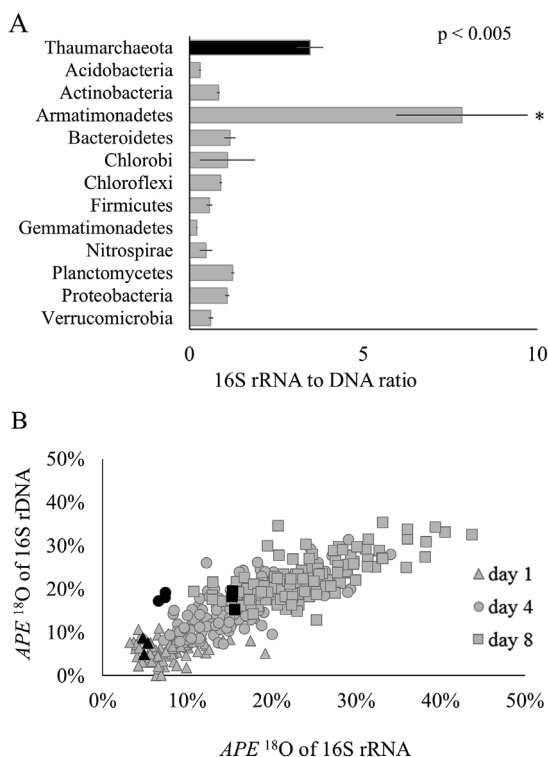 A
p < 0.005
Thaumarchaeota
Acidobacteria
Actinobacteria
Armatimonadetes
*
Bacteroidetes
Chlorobi
Chloroflexi
Firmicutes
Gemmatimonadetes
Nitrospirae
Planctomycetes
Proteobacteria
Verrucomicrobia
0 5 10
16S rRNA to DNA ratio
B
APE ¹⁸O of 16S rDNA
50%
40%
30%
20%
10%
0%
day 1
day 4
day 8
0% 10% 20% 30% 40% 50%
APE ¹⁸O of 16S rRNA